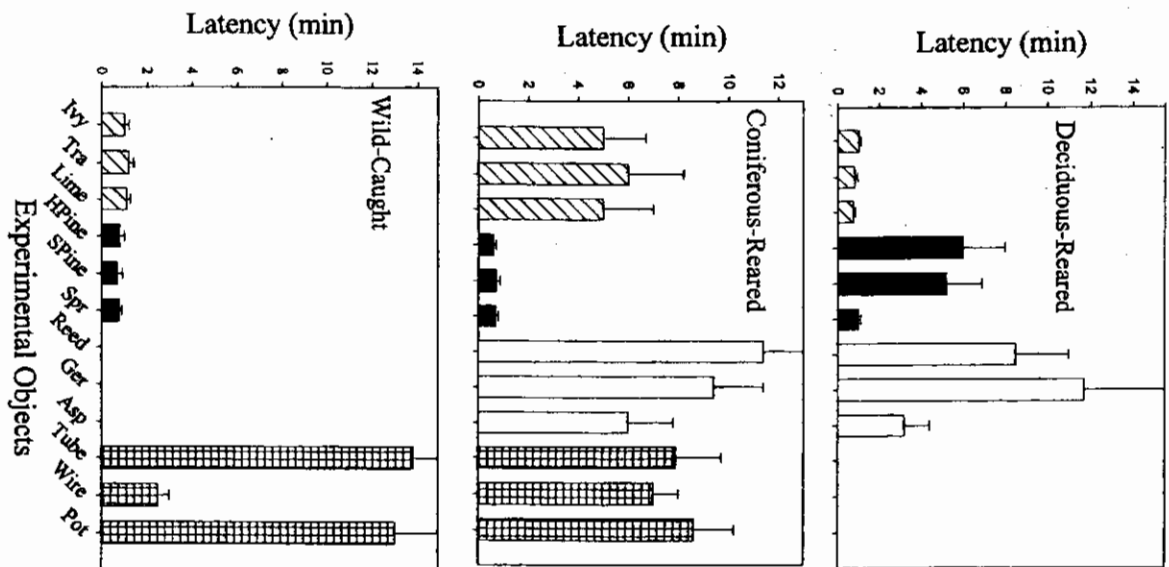 Latency (min)
0 2 4 6 8 10 12 14
Deciduous-Reared
Latency (min)
0 2 4 6 8 10 12
Coniferous-Reared
Latency (min)
0 2 4 6 8 10 12 14
Wild-Caught
Ivy
Tra
Lime
HPine
SPine
Spr
Reed
Ger
Asp
Tube
Wire
Pot
Experimental Objects